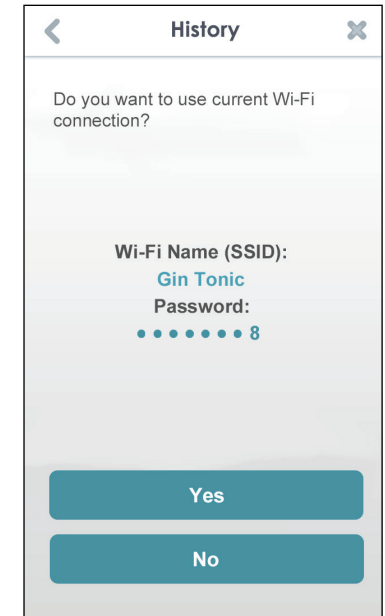 History
Do you want to use current Wi-Fi
connection?
Wi-Fi Name (SSID):
Gin Tonic
Password:
●●●●●●● 8
Yes
No